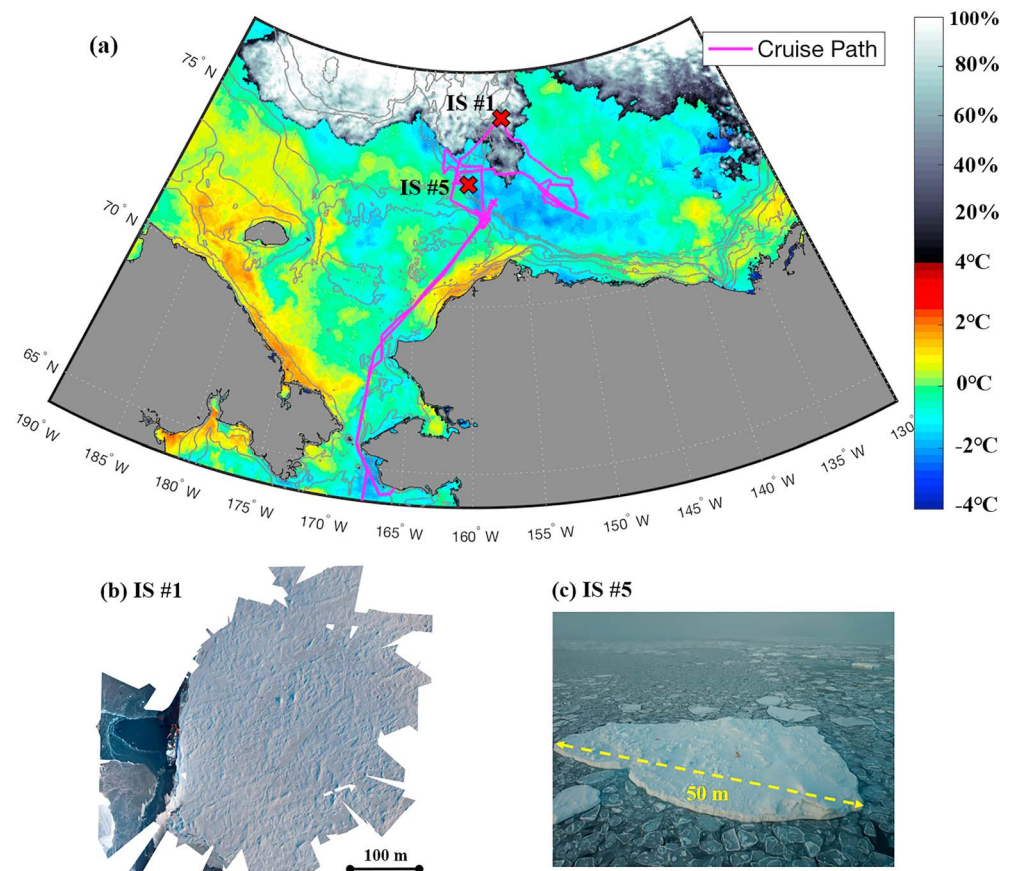 (a)
Cruise Path
IS #1
IS #5
75° N
70° N
65° N
190° W
185° W
180° W
175° W
170° W
165° W
160° W
155° W
150° W
145° W
140° W
135° W
130
100%
80%
60%
40%
20%
4°C
2°C
0°C
-2°C
-4°C
(b) IS #1
100 m
(c) IS #5
50 m